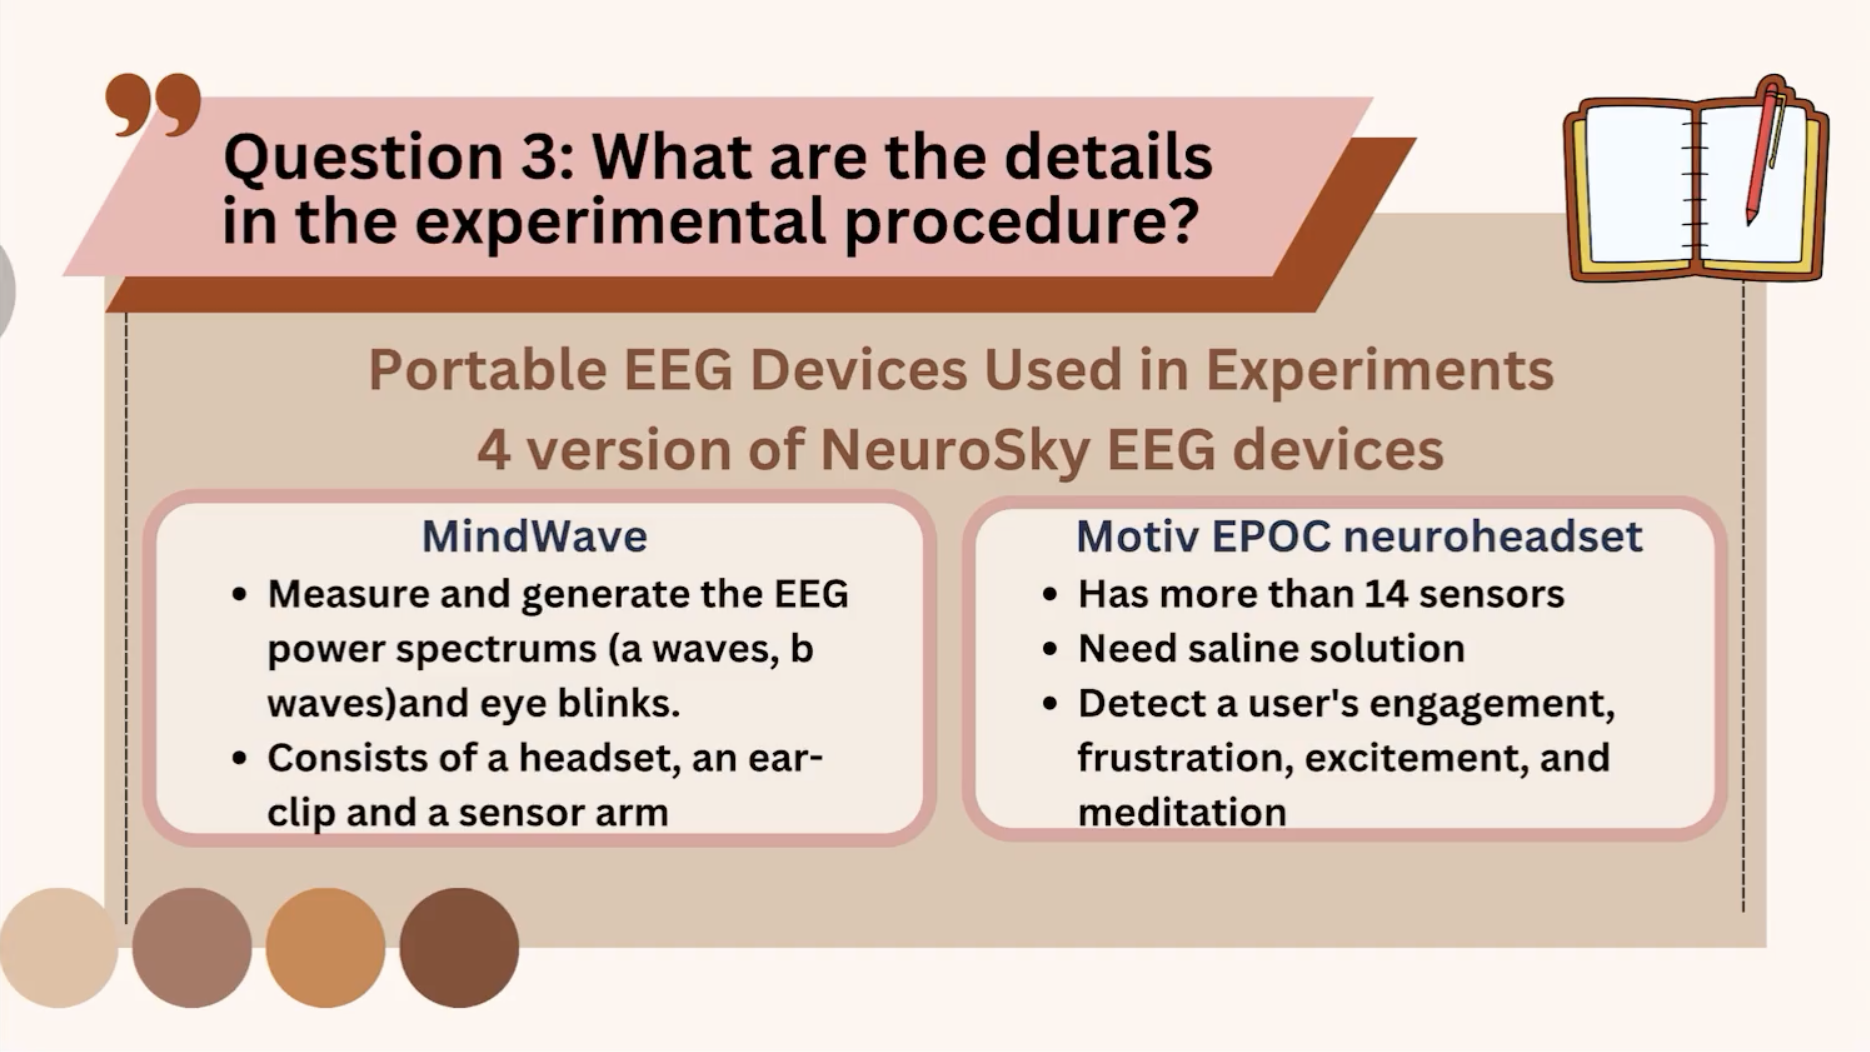 Question 3: What are the details
in the experimental procedure?
Portable EEG Devices Used in Experiments
4 version of NeuroSky EEG devices
MindWave
• Measure and generate the EEG
power spectrums (a waves, b
waves)and eye blinks.
• Consists of a headset, an ear-
clip and a sensor arm
Motiv EPOC neuroheadset
• Has more than 14 sensors
• Need saline solution
• Detect a user's engagement,
frustration, excitement, and
meditation